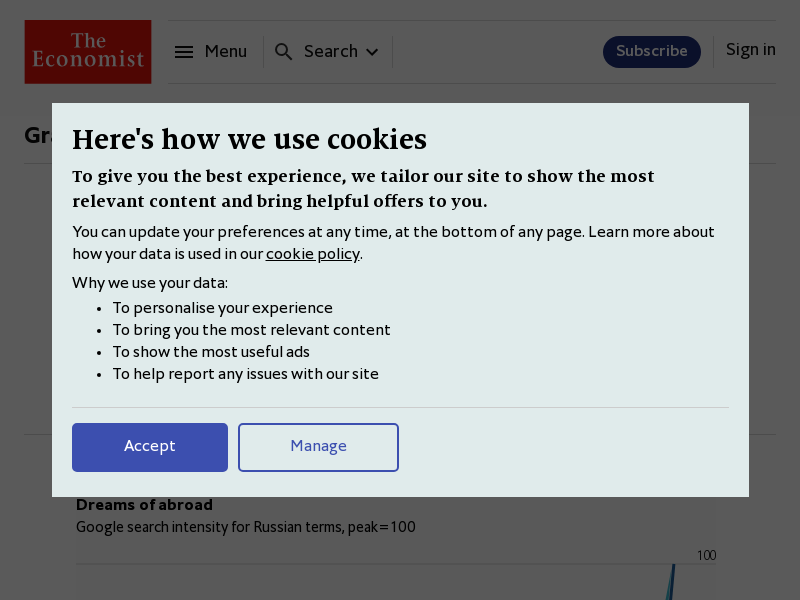 The
Economist
Menu
Search
Subscribe
Sign in
Here's how we use cookies
To give you the best experience, we tailor our site to show the most
relevant content and bring helpful offers to you.
You can update your preferences at any time, at the bottom of any page. Learn more about
how your data is used in our cookie policy.
Why we use your data:
• To personalise your experience
• To bring you the most relevant content
• To show the most useful ads
• To help report any issues with our site
Accept
Manage
Dreams of abroad
Google search intensity for Russian terms, peak=100
100